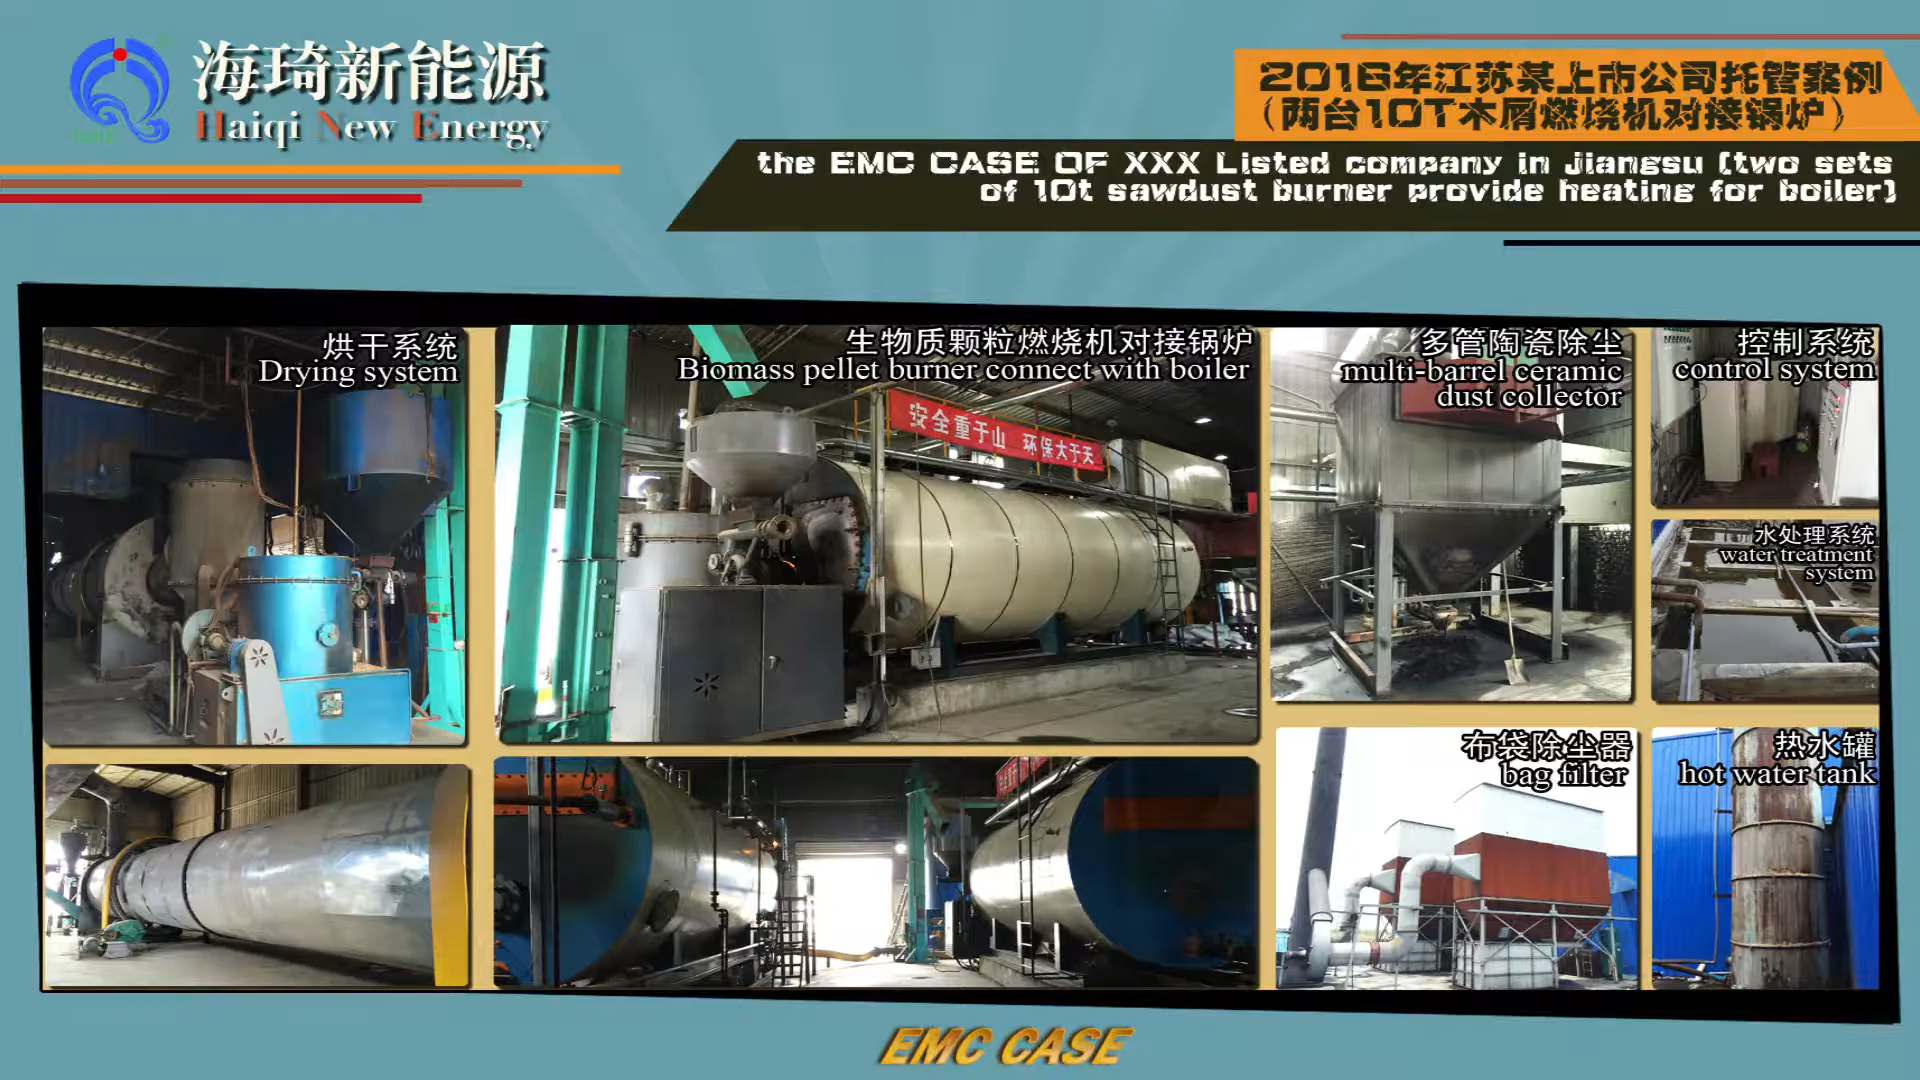 海琦新能源
Haiqi New Energy
2016年江苏某上市公司托管案例
（两台10T木屑燃烧机对接锅炉）
the EMC CASE OF XXX Listed company in jiangsu (two sets
of 10t sawdust burner provide heating for boiler)
烘干系统
Drying system
生物质颗粒燃烧机对接锅炉
Biomass pellet burner connect with boiler
安全重于山 环保大于天
多管陶瓷除尘
multi-barrel ceramic
dust collector
控制系统
control system
水处理系统
water treatment
system
布袋除尘器
bag filter
热水罐
hot water tank
EMC CASE